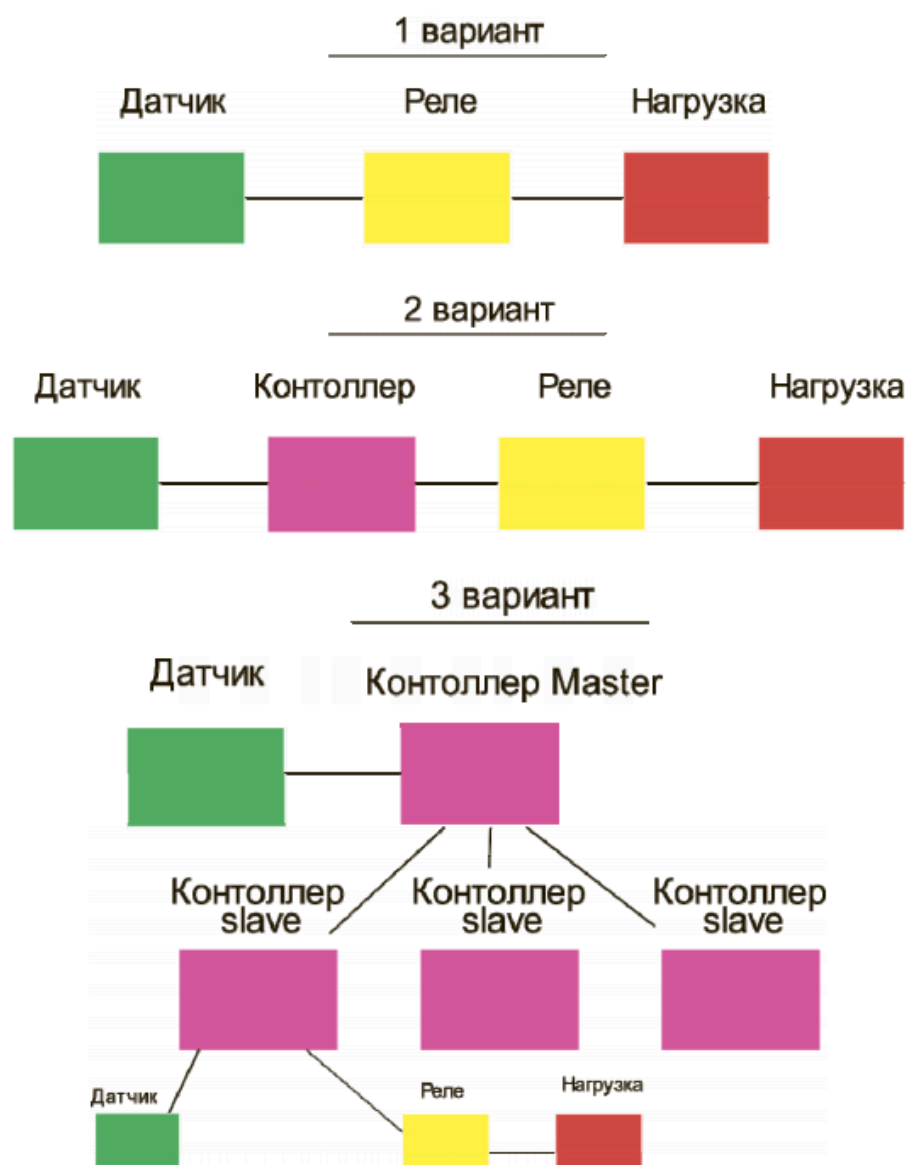 1 вариант
Датчик Реле Нагрузка
2 вариант
Датчик Контоллер Реле Нагрузка
3 вариант
Датчик Контоллер Master
Контоллер Контоллер Контоллер
slave slave slave
Датчик Реле Нагрузка